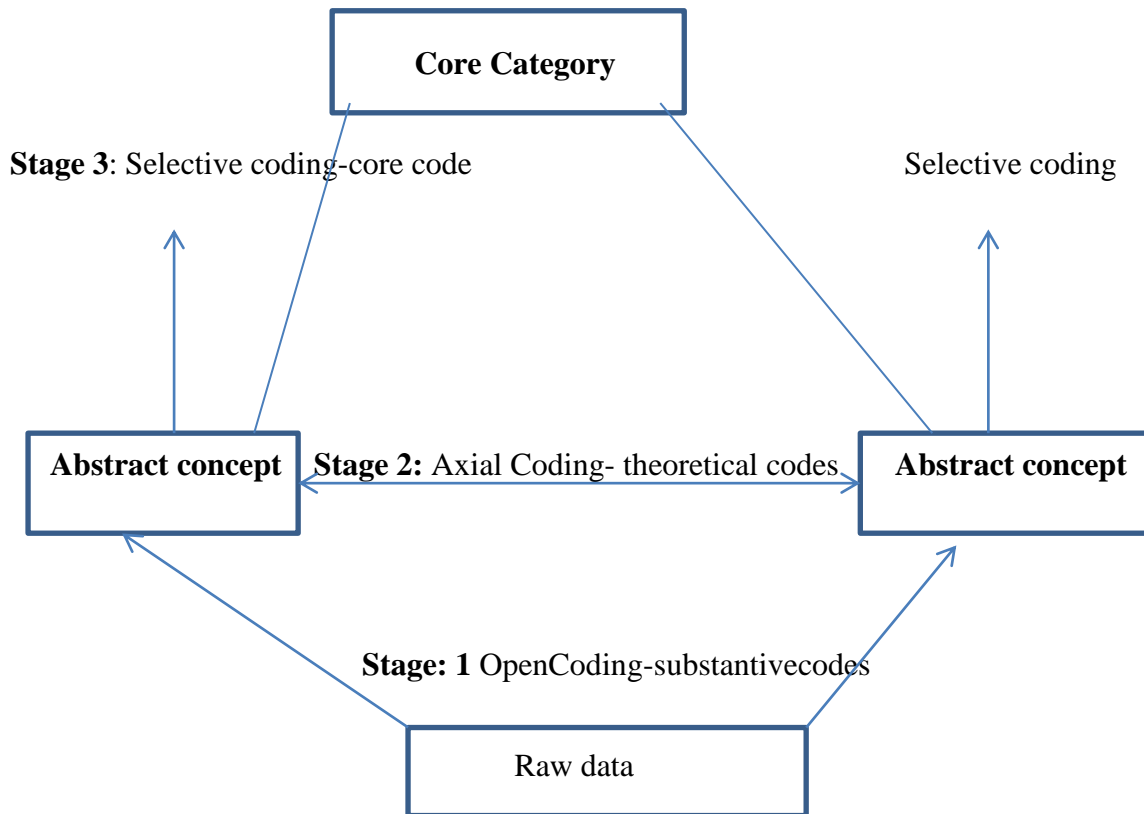 Core Category
Stage 3: Selective coding-core code
Selective coding
Abstract concept
Stage 2: Axial Coding- theoretical codes
Abstract concept
Stage: 1 OpenCoding-substantivecodes
Raw data